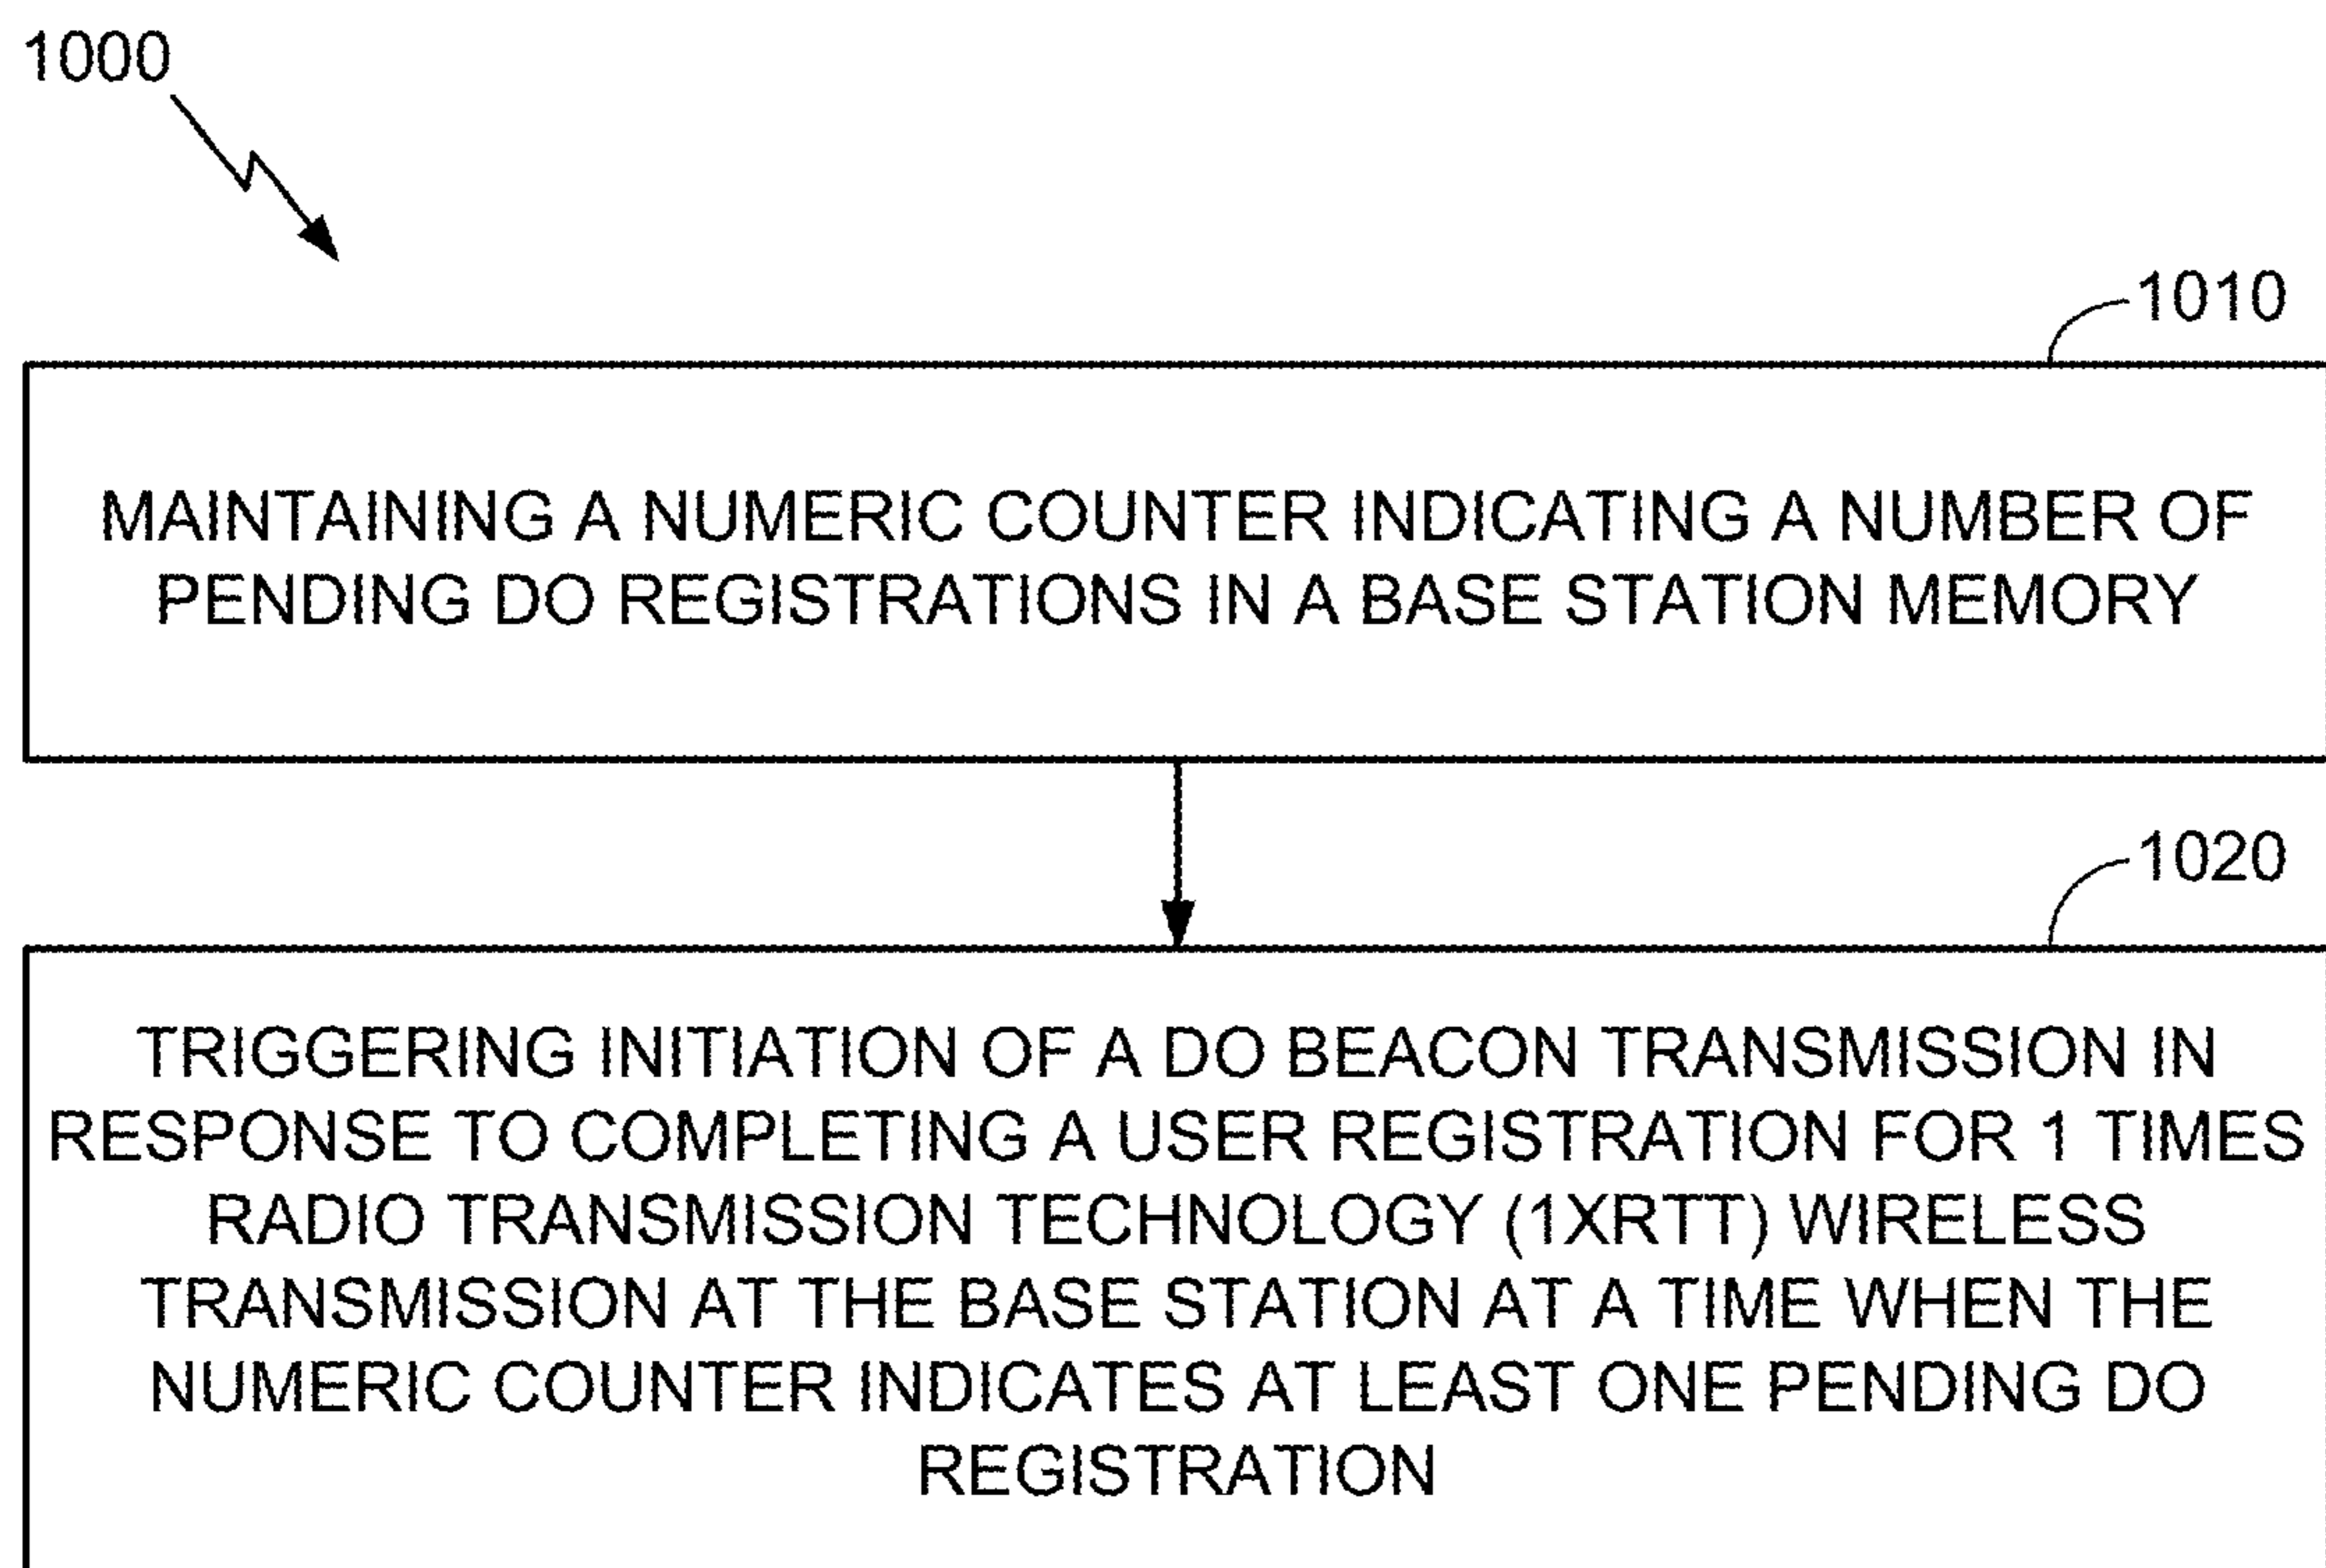 1000
1010
MAINTAINING A NUMERIC COUNTER INDICATING A NUMBER OF
PENDING DO REGISTRATIONS IN A BASE STATION MEMORY
1020
TRIGGERING INITIATION OF A DO BEACON TRANSMISSION IN
RESPONSE TO COMPLETING A USER REGISTRATION FOR 1 TIMES
RADIO TRANSMISSION TECHNOLOGY (1XRTT) WIRELESS
TRANSMISSION AT THE BASE STATION AT A TIME WHEN THE
NUMERIC COUNTER INDICATES AT LEAST ONE PENDING DO
REGISTRATION